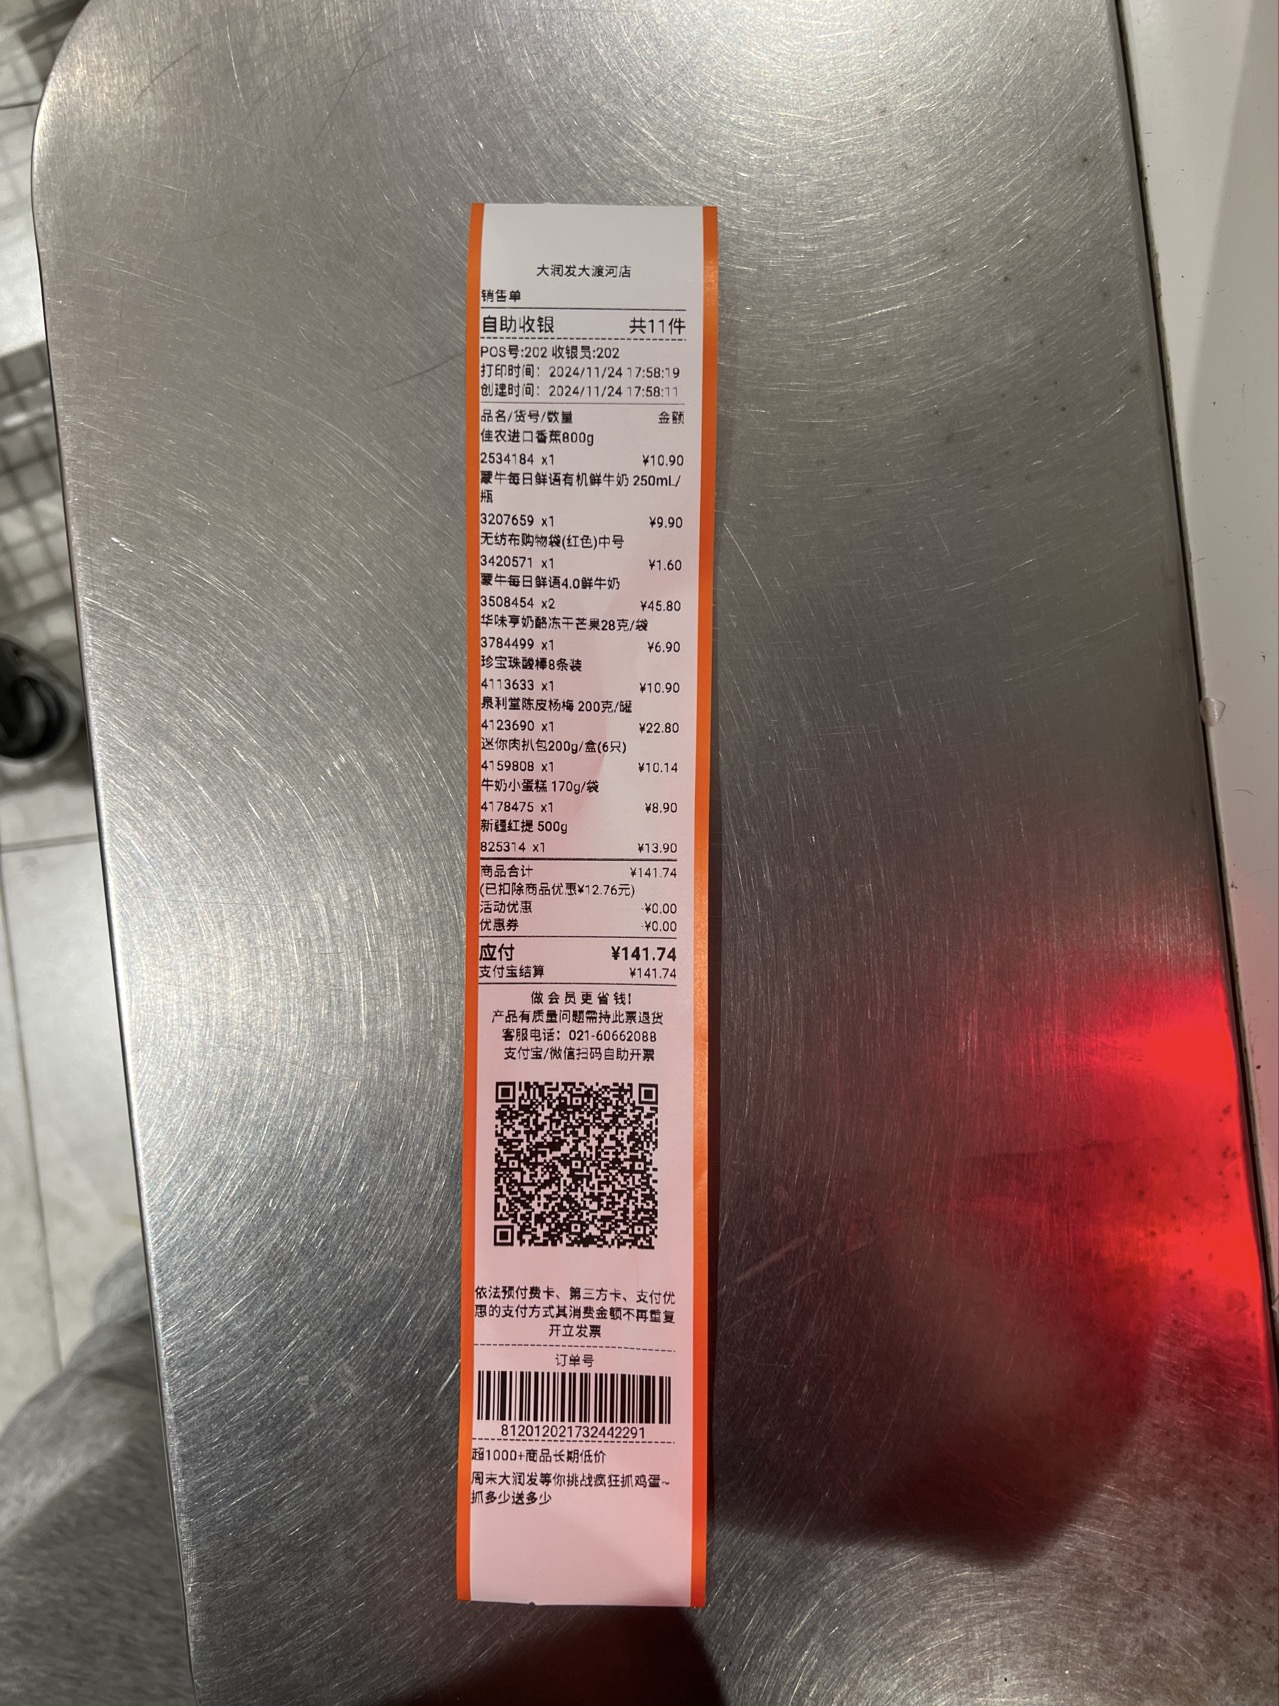 大润发大渡河店
销售单
自助收银 共11件
POS号:202 收银员:202
打印时间: 2024/11/24 17:58:19
创建时间: 2024/11/24 17:58:11
品名/货号/数量 金额
佳农进口香蕉800g
2534184 x1 ¥10.90
蒙牛每日鲜语有机鲜牛奶 250mL/
瓶
3207659 x1 ¥9.90
无纺布购物袋(红色)中号
3420571 x1 ¥1.60
蒙牛每日鲜语4.0鲜牛奶
3508454 x2 ¥45.80
华味亨奶酪冻干芒果28克/袋
3784499 x1 ¥6.90
珍宝珠酸棒8条装
4113633 x1 ¥10.90
泉利堂陈皮杨梅 200克/罐
4123690 x1 ¥22.80
迷你肉扒包200g/盒(6只)
4159808 x1 ¥10.14
牛奶小蛋糕 170g/袋
4178475 x1 ¥8.90
新疆红提 500g
825314 x1 ¥13.90
商品合计 ¥141.74
(已扣除商品优惠¥12.76元)
活动优惠 -¥0.00
优惠券 -¥0.00
应付 ¥141.74
支付宝结算 ¥141.74
做会员更省钱!
产品有质量问题需持此票退货
客服电话: 021-60662088
支付宝/微信扫码自助开票
依法预付费卡、第三方卡、支付优
惠的支付方式其消费金额不再重复
开立发票
订单号
812012021732442291
超1000+商品长期低价
周末大润发等你挑战疯狂抓鸡蛋~
抓多少送多少